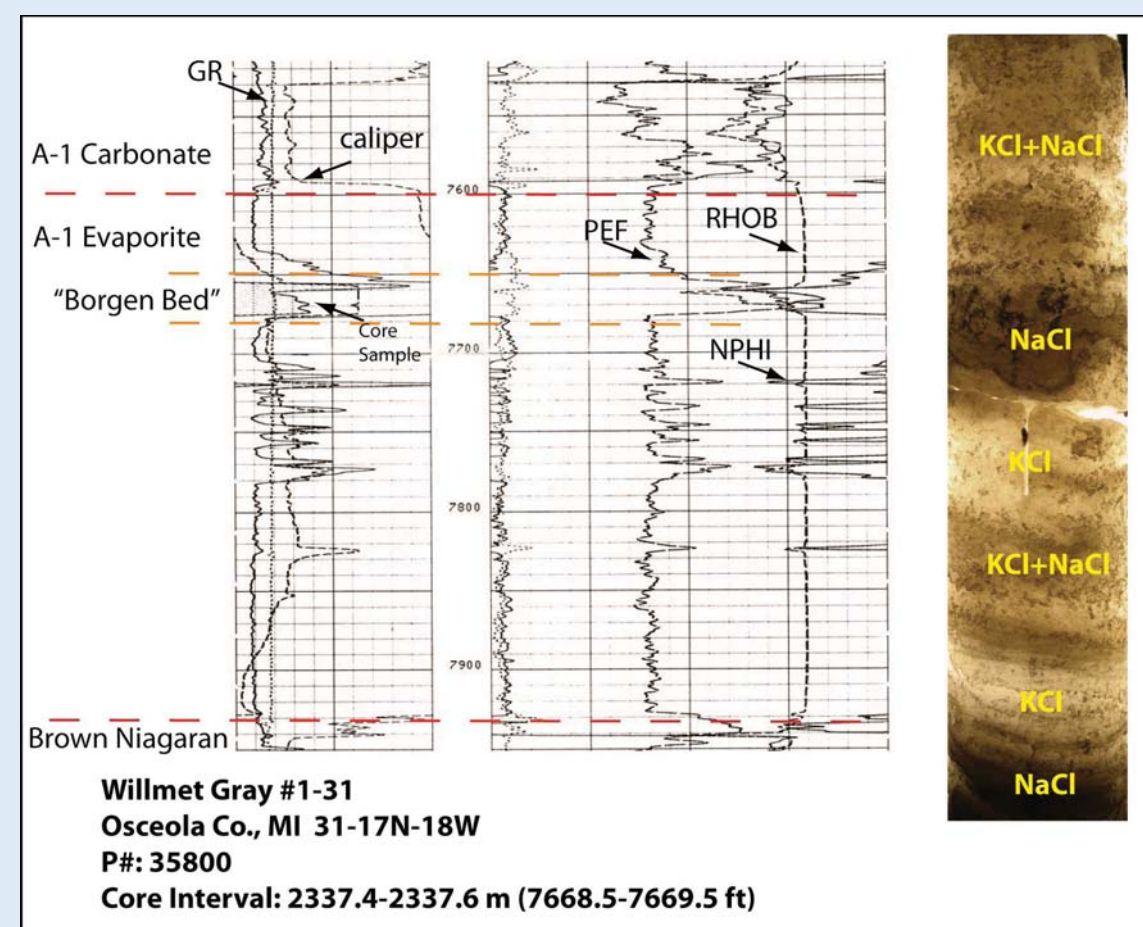 GR
caliper
A-1 Carbonate
7600
A-1 Evaporite
PEF
RHOB
"Borgen Bed"
Core
Sample
7700
NPHI
7800
7900
Brown Niagaran
KCl+NaCl
NaCl
KCl
KCl+NaCl
KCl
NaCl
Willmet Gray #1-31
Osceola Co., MI 31-17N-18W
P#: 35800
Core Interval: 2337.4-2337.6 m (7668.5-7669.5 ft)